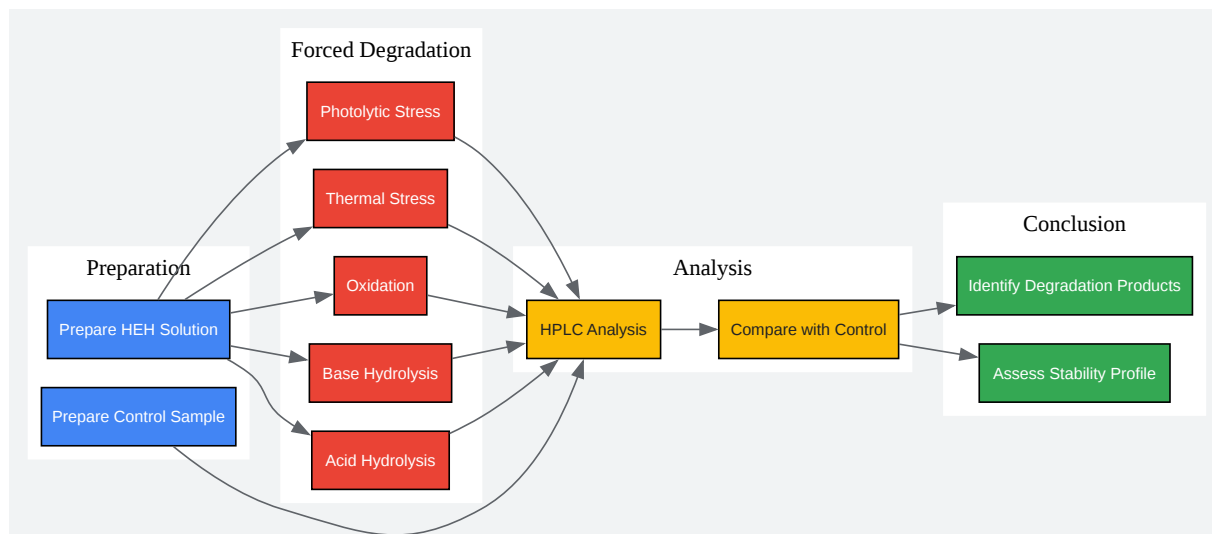 Preparation
Prepare HEH Solution
Prepare Control Sample
Forced Degradation
Photolytic Stress
Thermal Stress
Oxidation
Base Hydrolysis
Acid Hydrolysis
Analysis
HPLC Analysis
Compare with Control
Conclusion
Identify Degradation Products
Assess Stability Profile